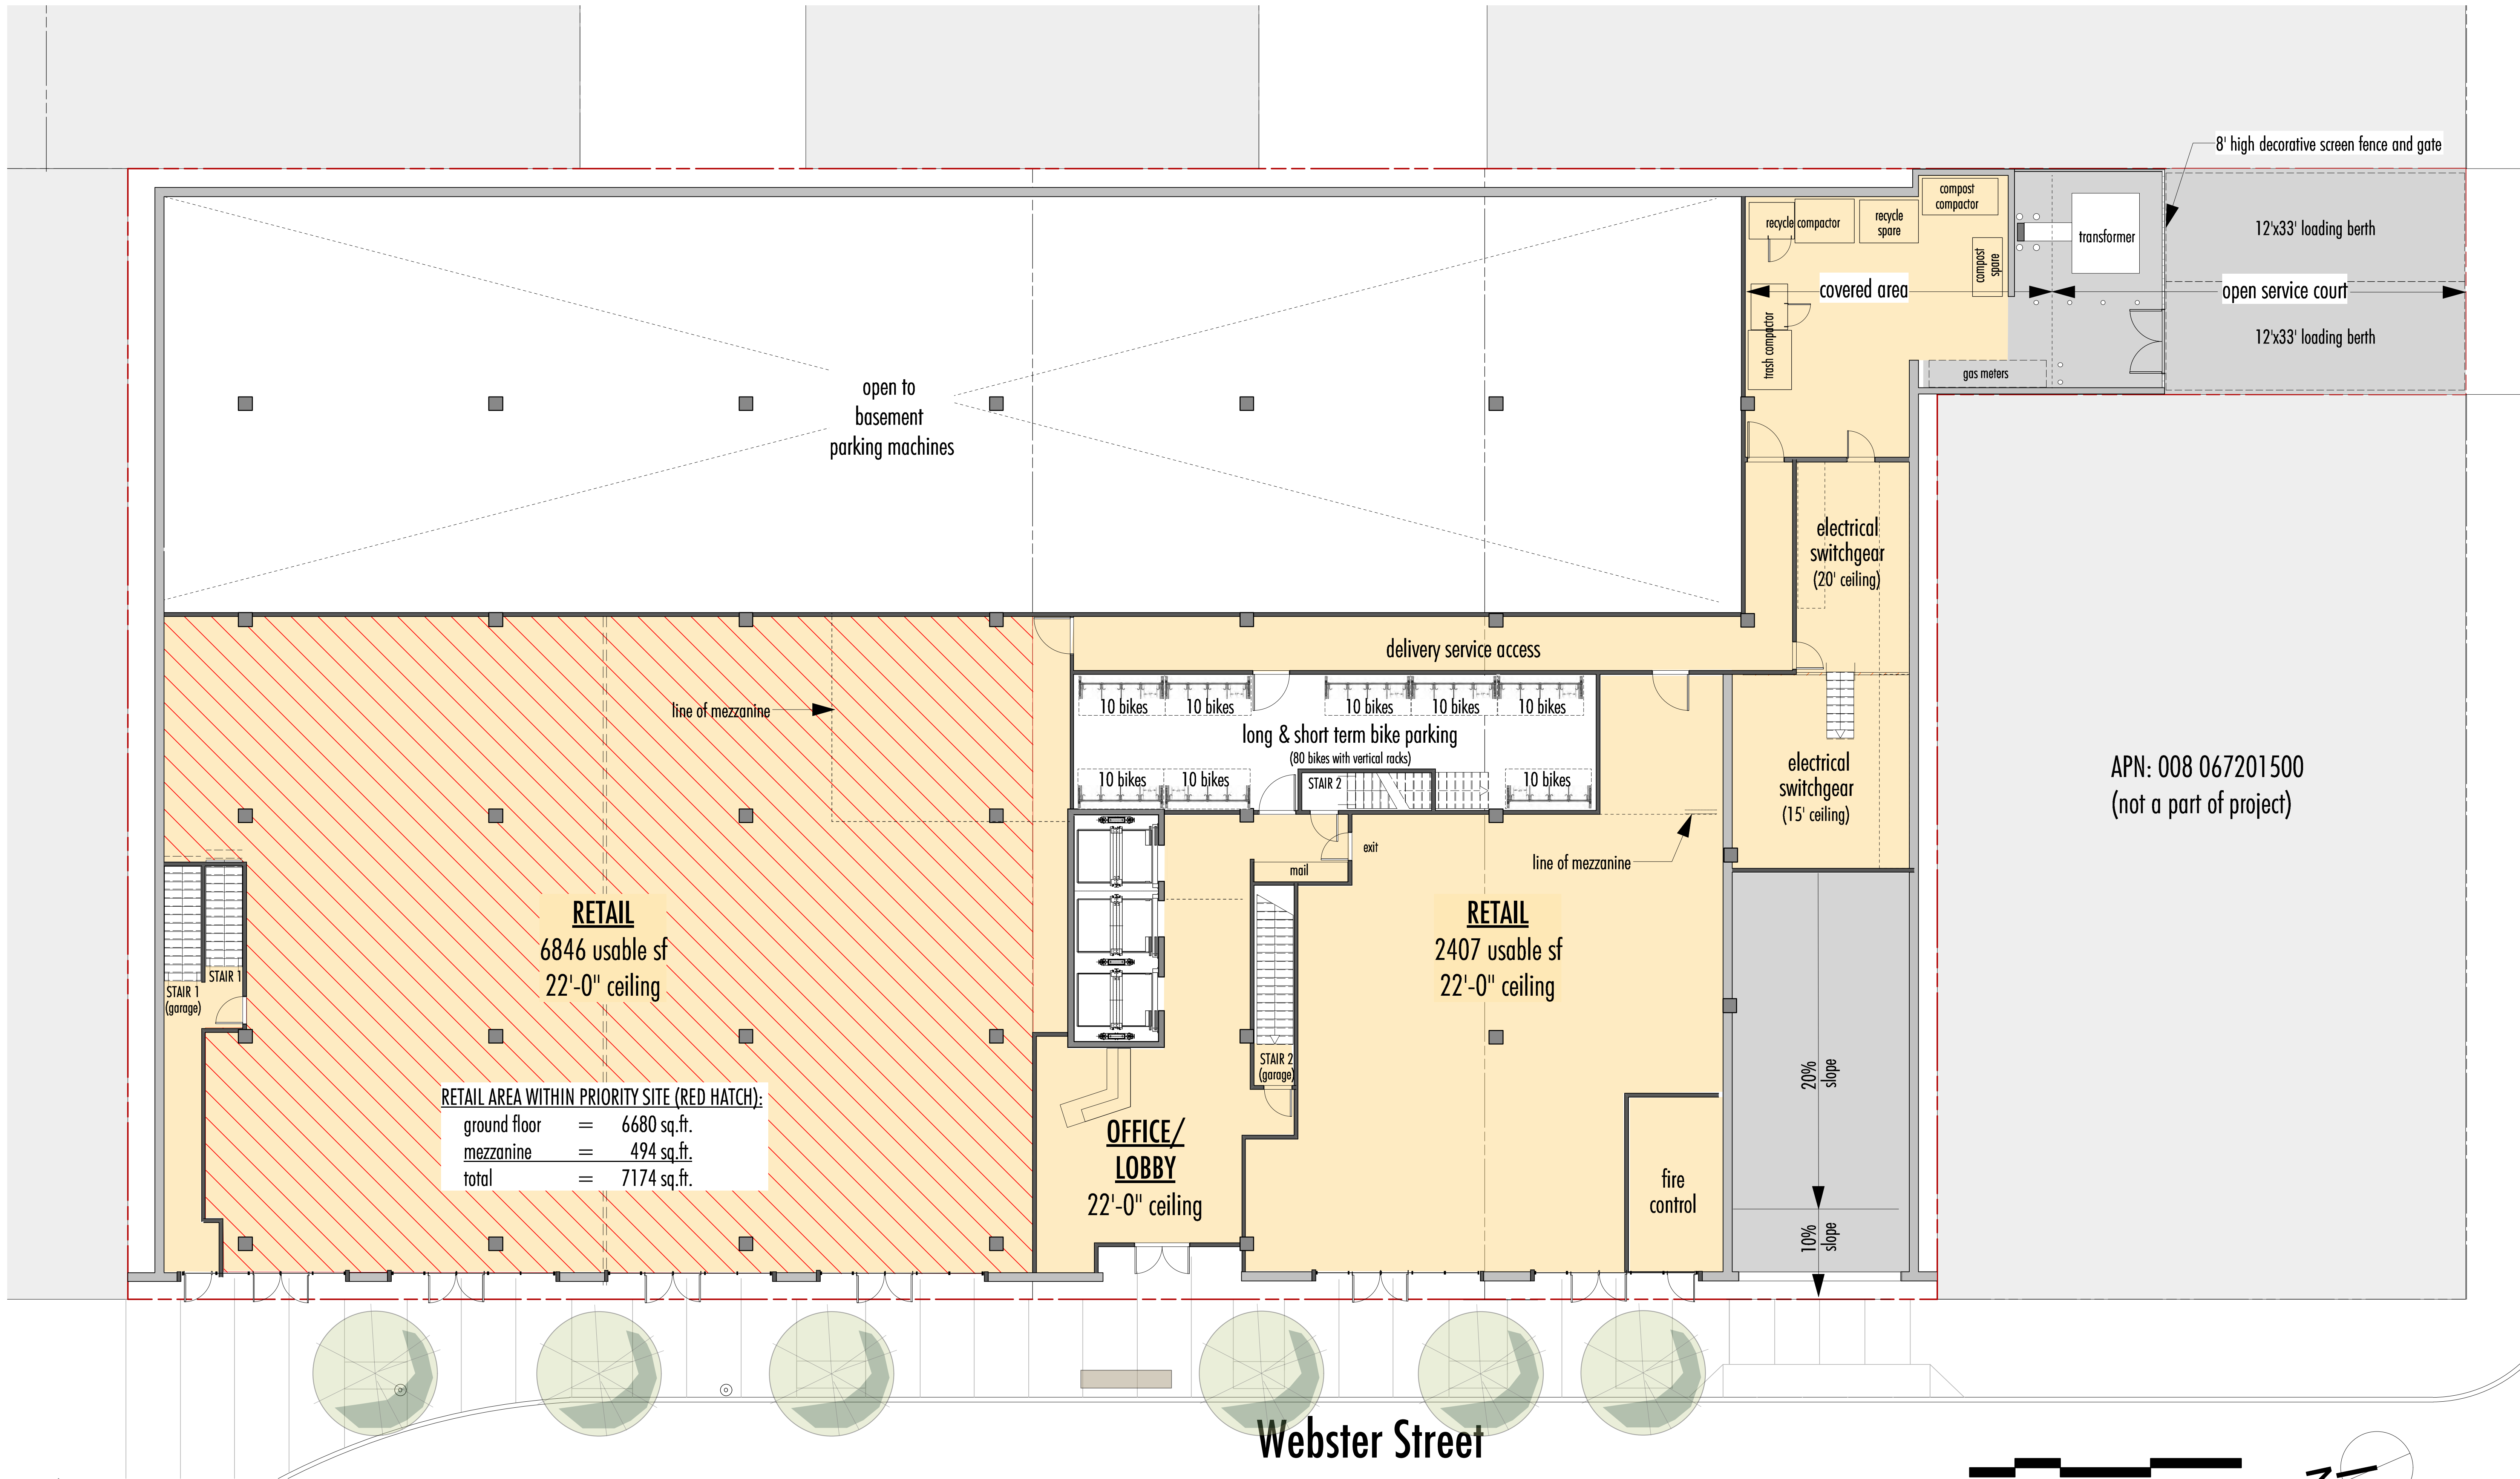 8' high decorative screen fence and gate
compost
compactor
recycle compactor
recycle
spare
transformer
12'x33' loading berth
compost
spare
covered area
open service court
trash compactor
12'x33' loading berth
gas meters
open to
basement
parking machines
electrical
switchgear
(20' ceiling)
delivery service access
line of mezzanine
10 bikes
10 bikes
10 bikes
10 bikes
10 bikes
long & short term bike parking
(80 bikes with vertical racks)
10 bikes
10 bikes
STAIR 2
10 bikes
electrical
switchgear
(15' ceiling)
APN: 008 067201500
(not a part of project)
exit
mail
line of mezzanine
RETAIL
6846 usable sf
22'-0" ceiling
RETAIL
2407 usable sf
22'-0" ceiling
STAIR 1
STAIR 1
(garage)
STAIR 2
(garage)
20%
slope
RETAIL AREA WITHIN PRIORITY SITE (RED HATCH):
ground floor = 6680 sq.ft.
mezzanine = 494 sq.ft.
total = 7174 sq.ft.
OFFICE/
LOBBY
22'-0" ceiling
fire
control
10%
slope
Webster Street